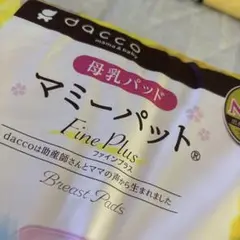 dacco
mama & baby
母乳パッド
マミーパット®
Fine Plus
ファインプラス
daccoは助産師さんとママの声から生まれました
Breast Pads